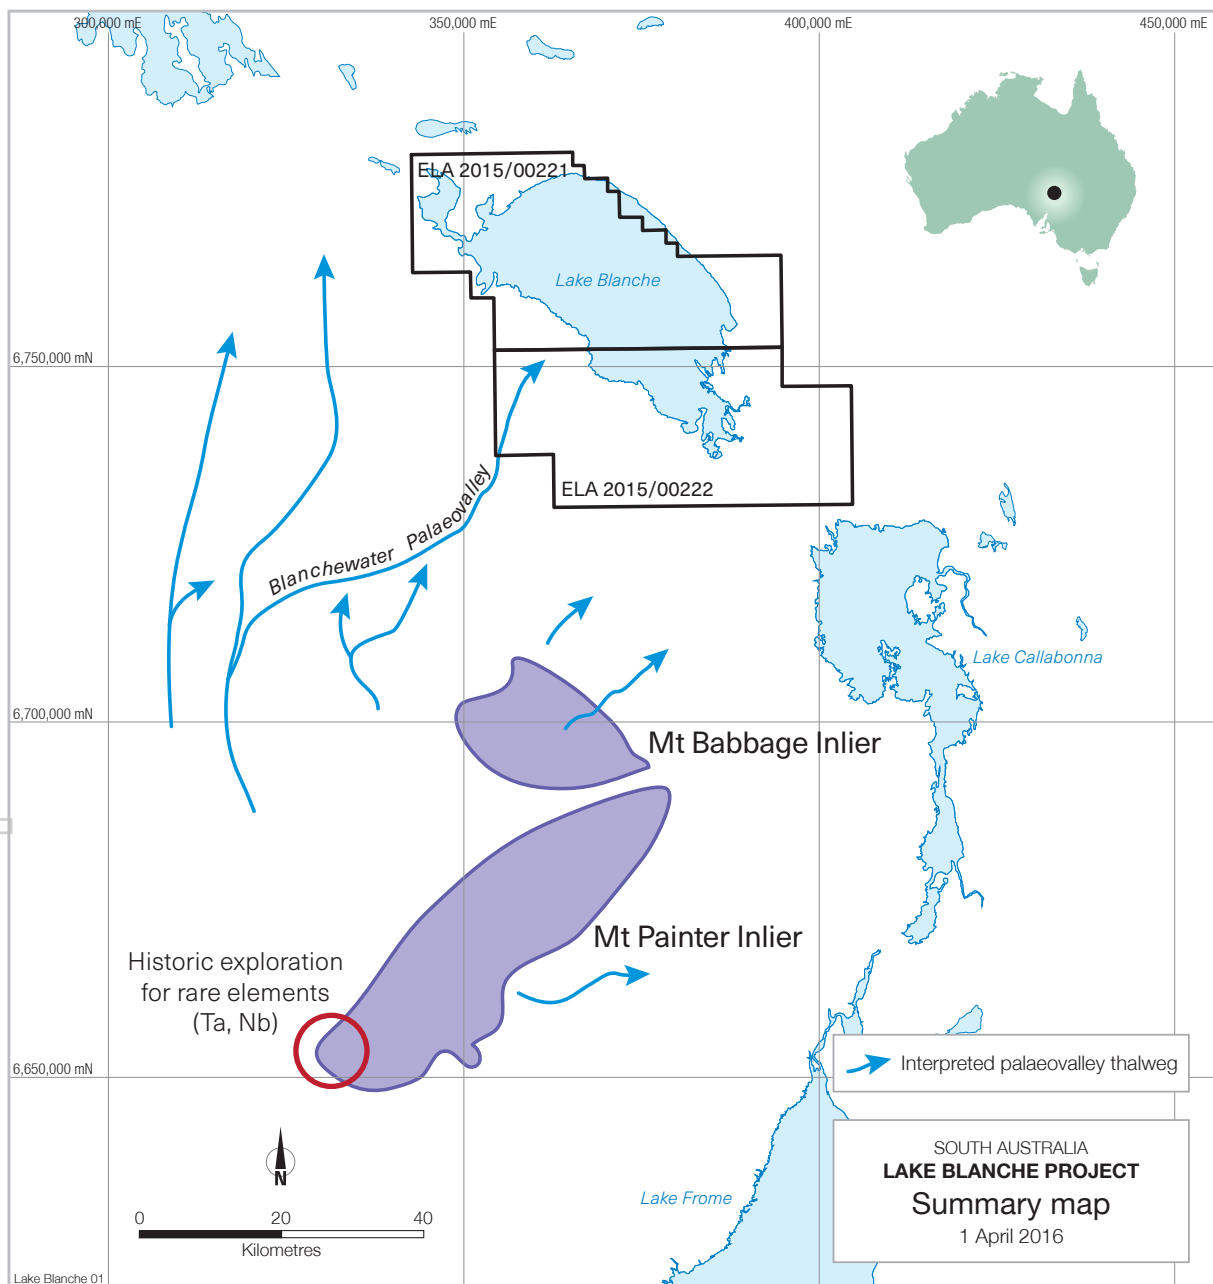 300,000 mE
350,000 mE
400,000 mE
450,000 mE
ELA 2015/00221
Lake Blanche
6,750,000 mN
ELA 2015/00222
Blanchewater Palaeovalley
Lake Callabonna
6,700,000 mN
Mt Babbage Inlier
Mt Painter Inlier
Historic exploration
for rare elements
(Ta, Nb)
6,650,000 mN
Interpreted palaeovalley thalweg
N
SOUTH AUSTRALIA
LAKE BLANCHE PROJECT
Summary map
1 April 2016
Lake Frome
0 20 40
Kilometres
Lake Blanche 01